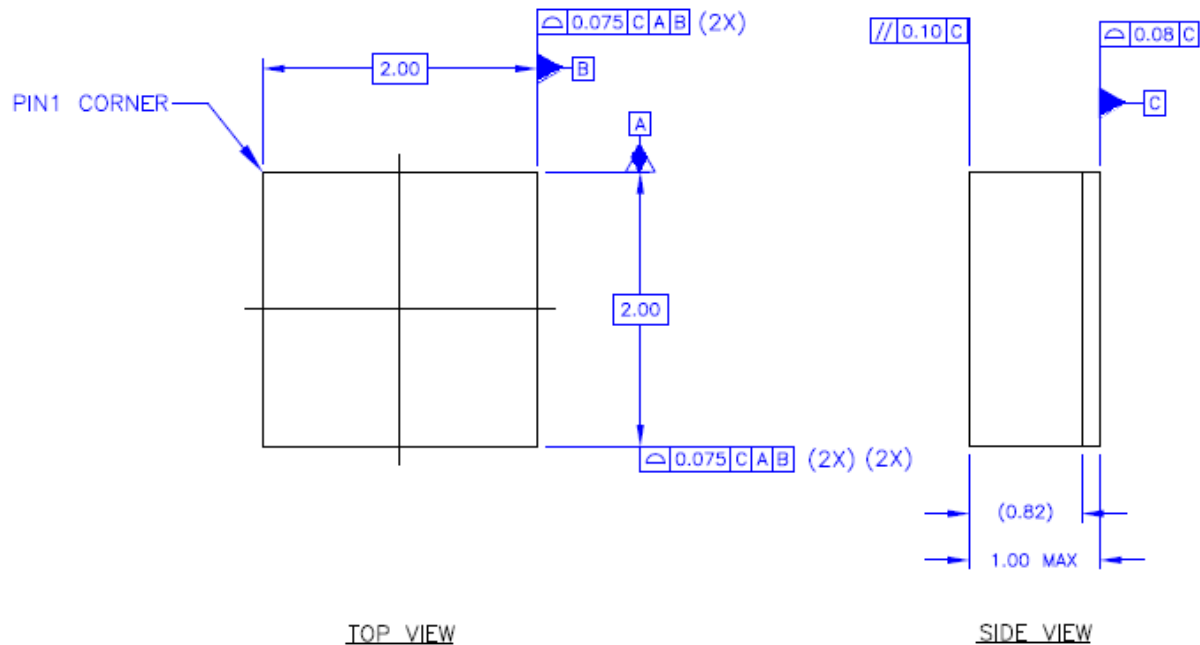 ⌓ 0.075 C A B (2X)
// 0.10 C
⌓ 0.08 C
2.00
B
PIN1 CORNER
C
A
2.00
⌓ 0.075 C A B (2X) (2X)
(0.82)
1.00 MAX
TOP VIEW
SIDE VIEW